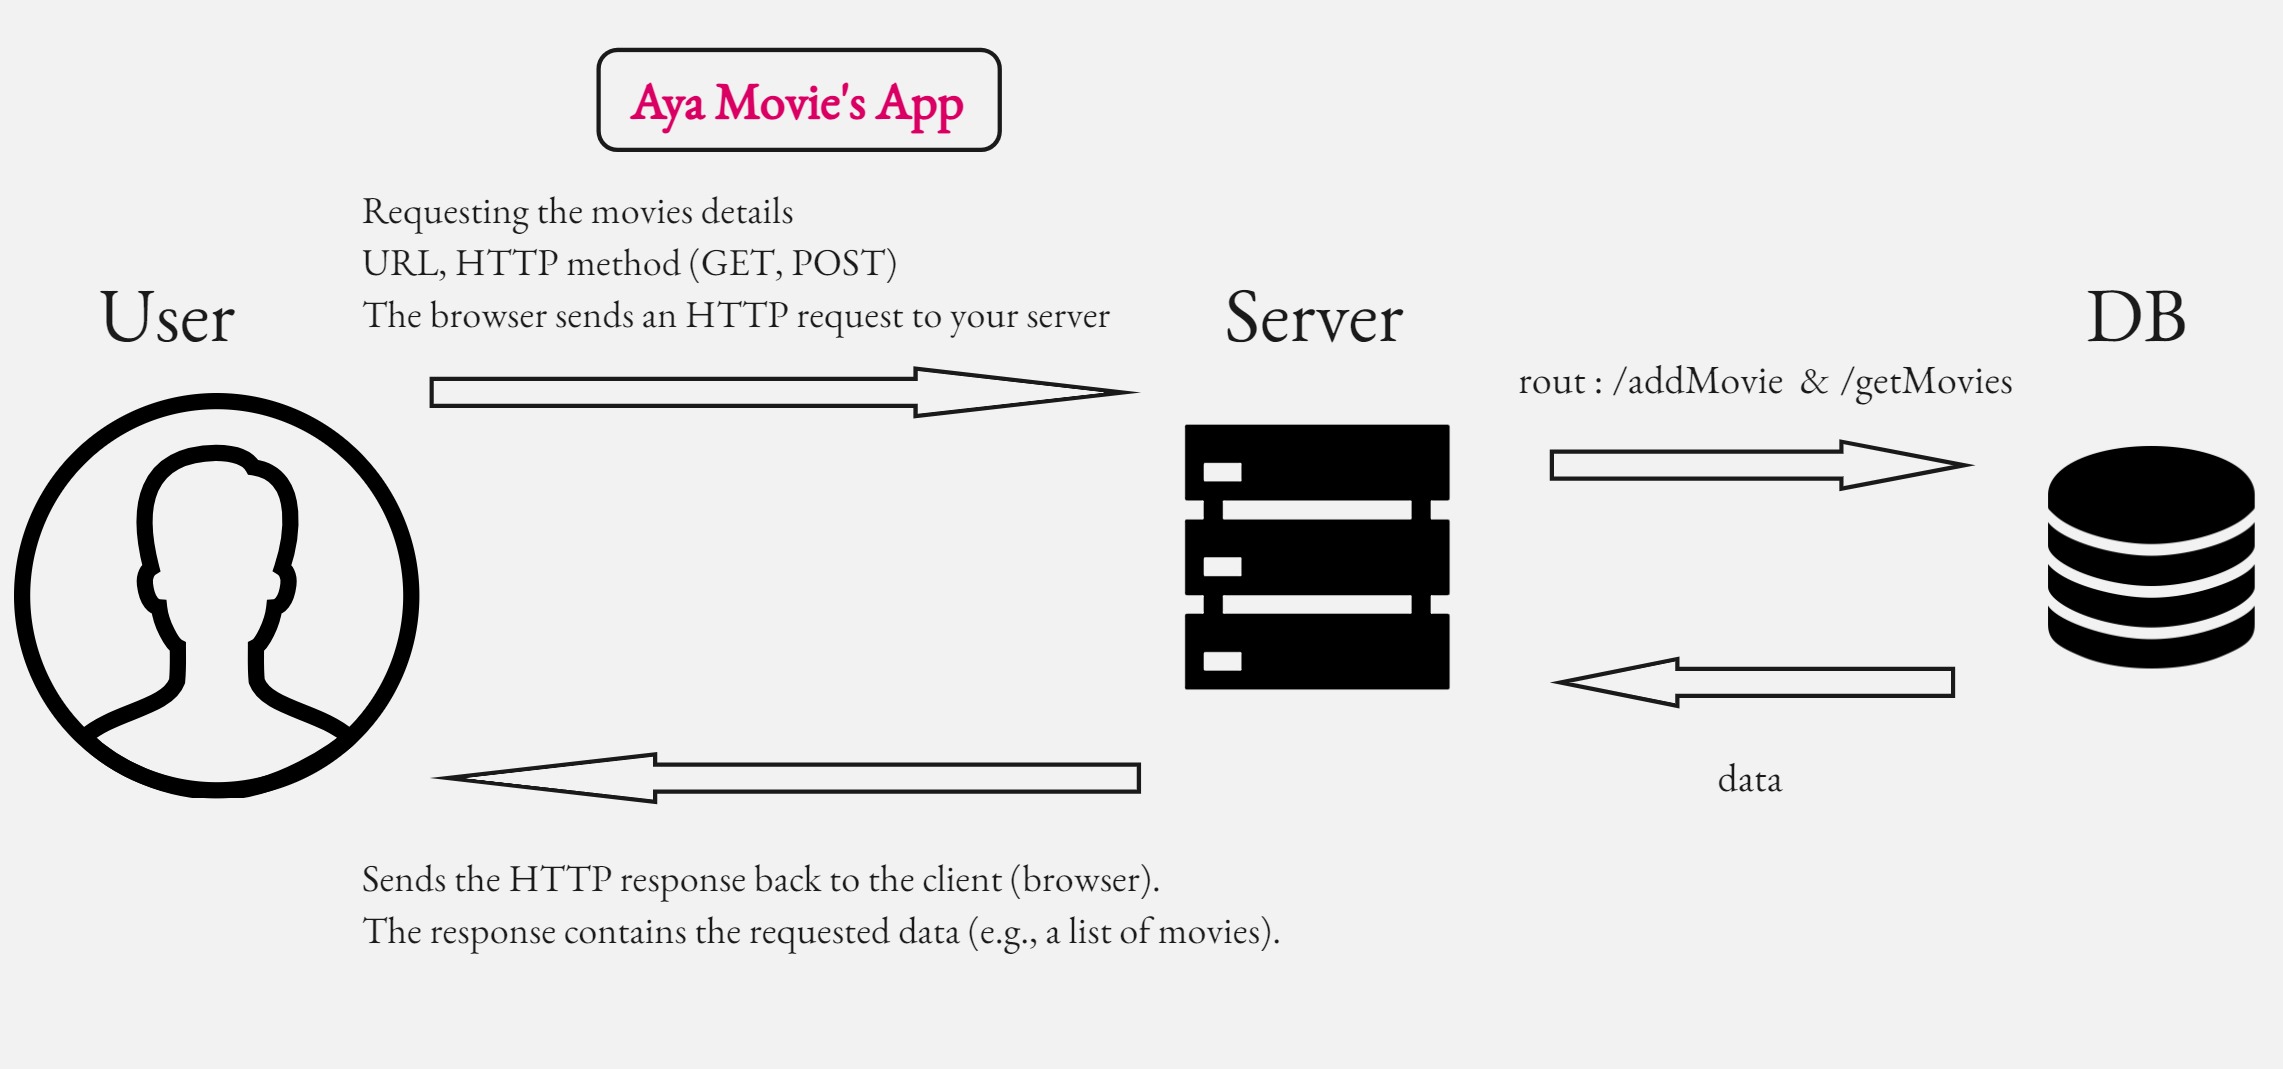 Aya Movie's App
Requesting the movies details
URL, HTTP method (GET, POST)
The browser sends an HTTP request to your server
User
Server
DB
rout : /addMovie & /getMovies
data
Sends the HTTP response back to the client (browser).
The response contains the requested data (e.g., a list of movies).